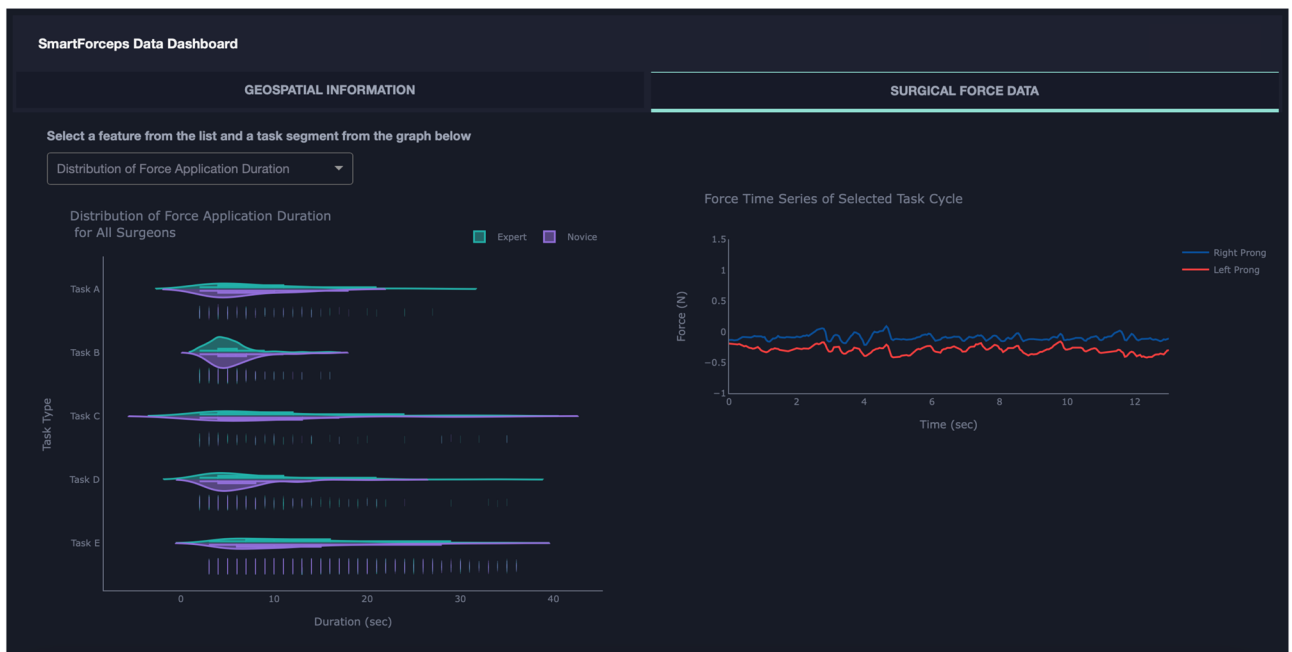 SmartForceps Data Dashboard
GEOSPATIAL INFORMATION
SURGICAL FORCE DATA
Select a feature from the list and a task segment from the graph below
Distribution of Force Application Duration
Distribution of Force Application Duration
for All Surgeons
Expert
Novice
Task Type
Task A
Task B
Task C
Task D
Task E
0 10 20 30 40
Duration (sec)
Force Time Series of Selected Task Cycle
Right Prong
Left Prong
Force (N)
1.5
1
0.5
0
−0.5
−1
0 2 4 6 8 10 12
Time (sec)